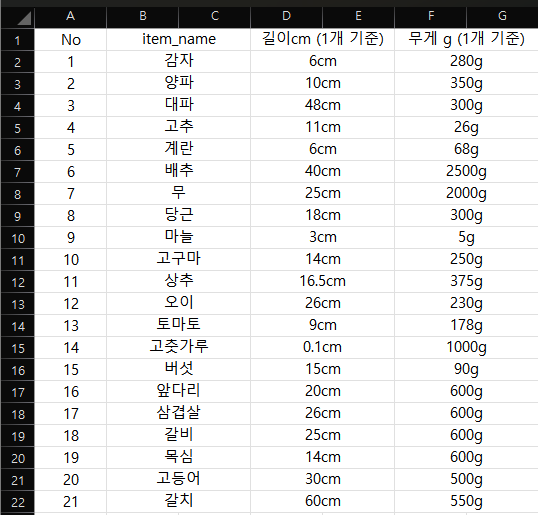 A B C D E F G
1 No item_name 길이cm (1개 기준) 무게 g (1개 기준)
2 1 감자 6cm 280g
3 2 양파 10cm 350g
4 3 대파 48cm 300g
5 4 고추 11cm 26g
6 5 계란 6cm 68g
7 6 배추 40cm 2500g
8 7 무 25cm 2000g
9 8 당근 18cm 300g
10 9 마늘 3cm 5g
11 10 고구마 14cm 250g
12 11 상추 16.5cm 375g
13 12 오이 26cm 230g
14 13 토마토 9cm 178g
15 14 고춧가루 0.1cm 1000g
16 15 버섯 15cm 90g
17 16 앞다리 20cm 600g
18 17 삼겹살 26cm 600g
19 18 갈비 25cm 600g
20 19 목심 14cm 600g
21 20 고등어 30cm 500g
22 21 갈치 60cm 550g